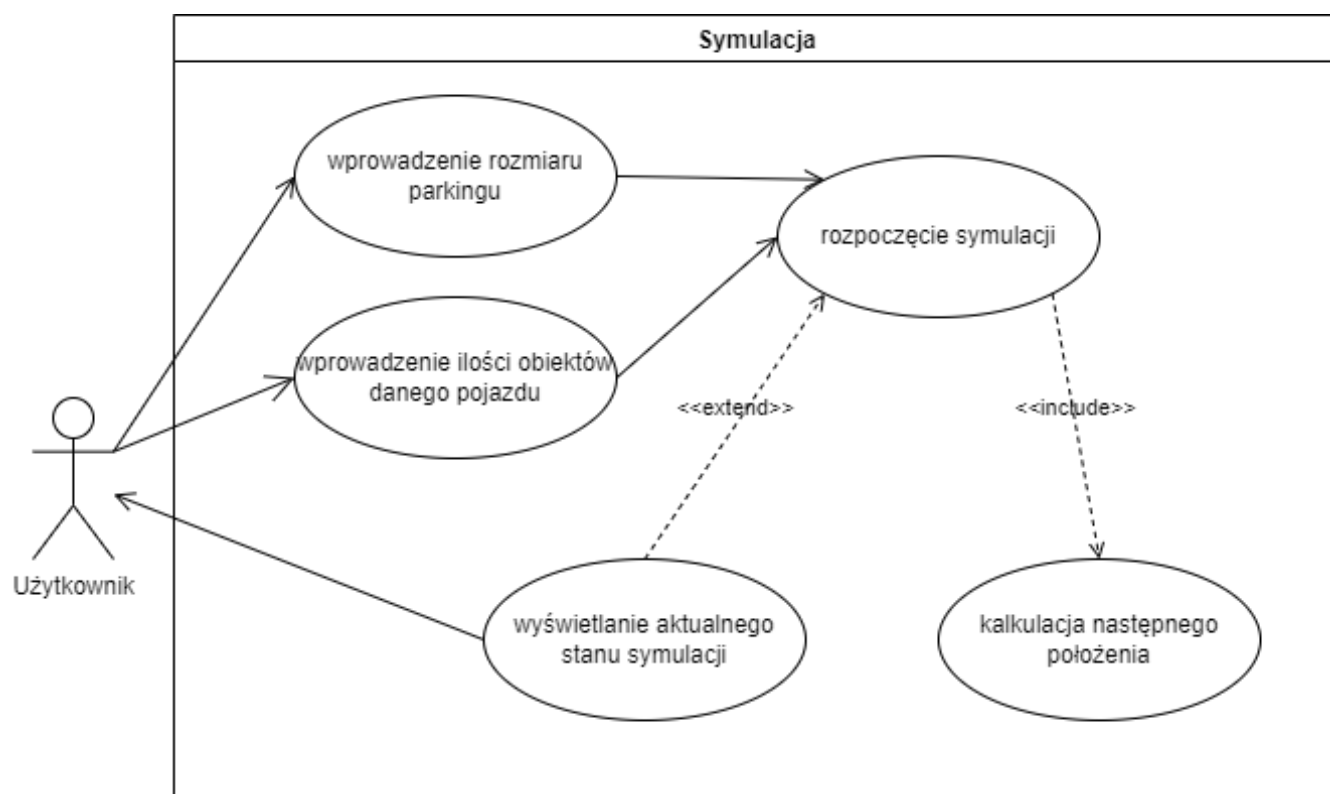 Symulacja
wprowadzenie rozmiaru
parkingu
rozpoczęcie symulacji
wprowadzenie ilości obiektów
danego pojazdu
<<extend>>
<<include>>
Użytkownik
wyświetlanie aktualnego
stanu symulacji
kalkulacja następnego
położenia